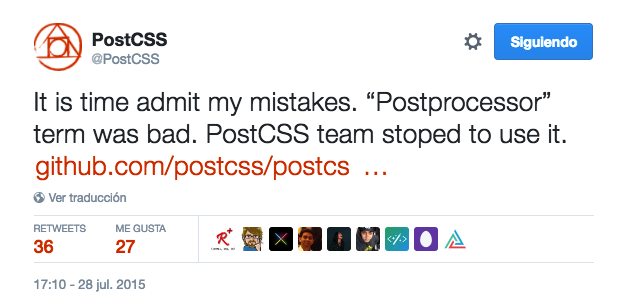 PostCSS
@PostCSS
Siguiendo
It is time admit my mistakes. “Postprocessor”
term was bad. PostCSS team stoped to use it.
github.com/postcss/postcs …
Ver traducción
RETWEETS ME GUSTA
36 27
17:10 - 28 jul. 2015